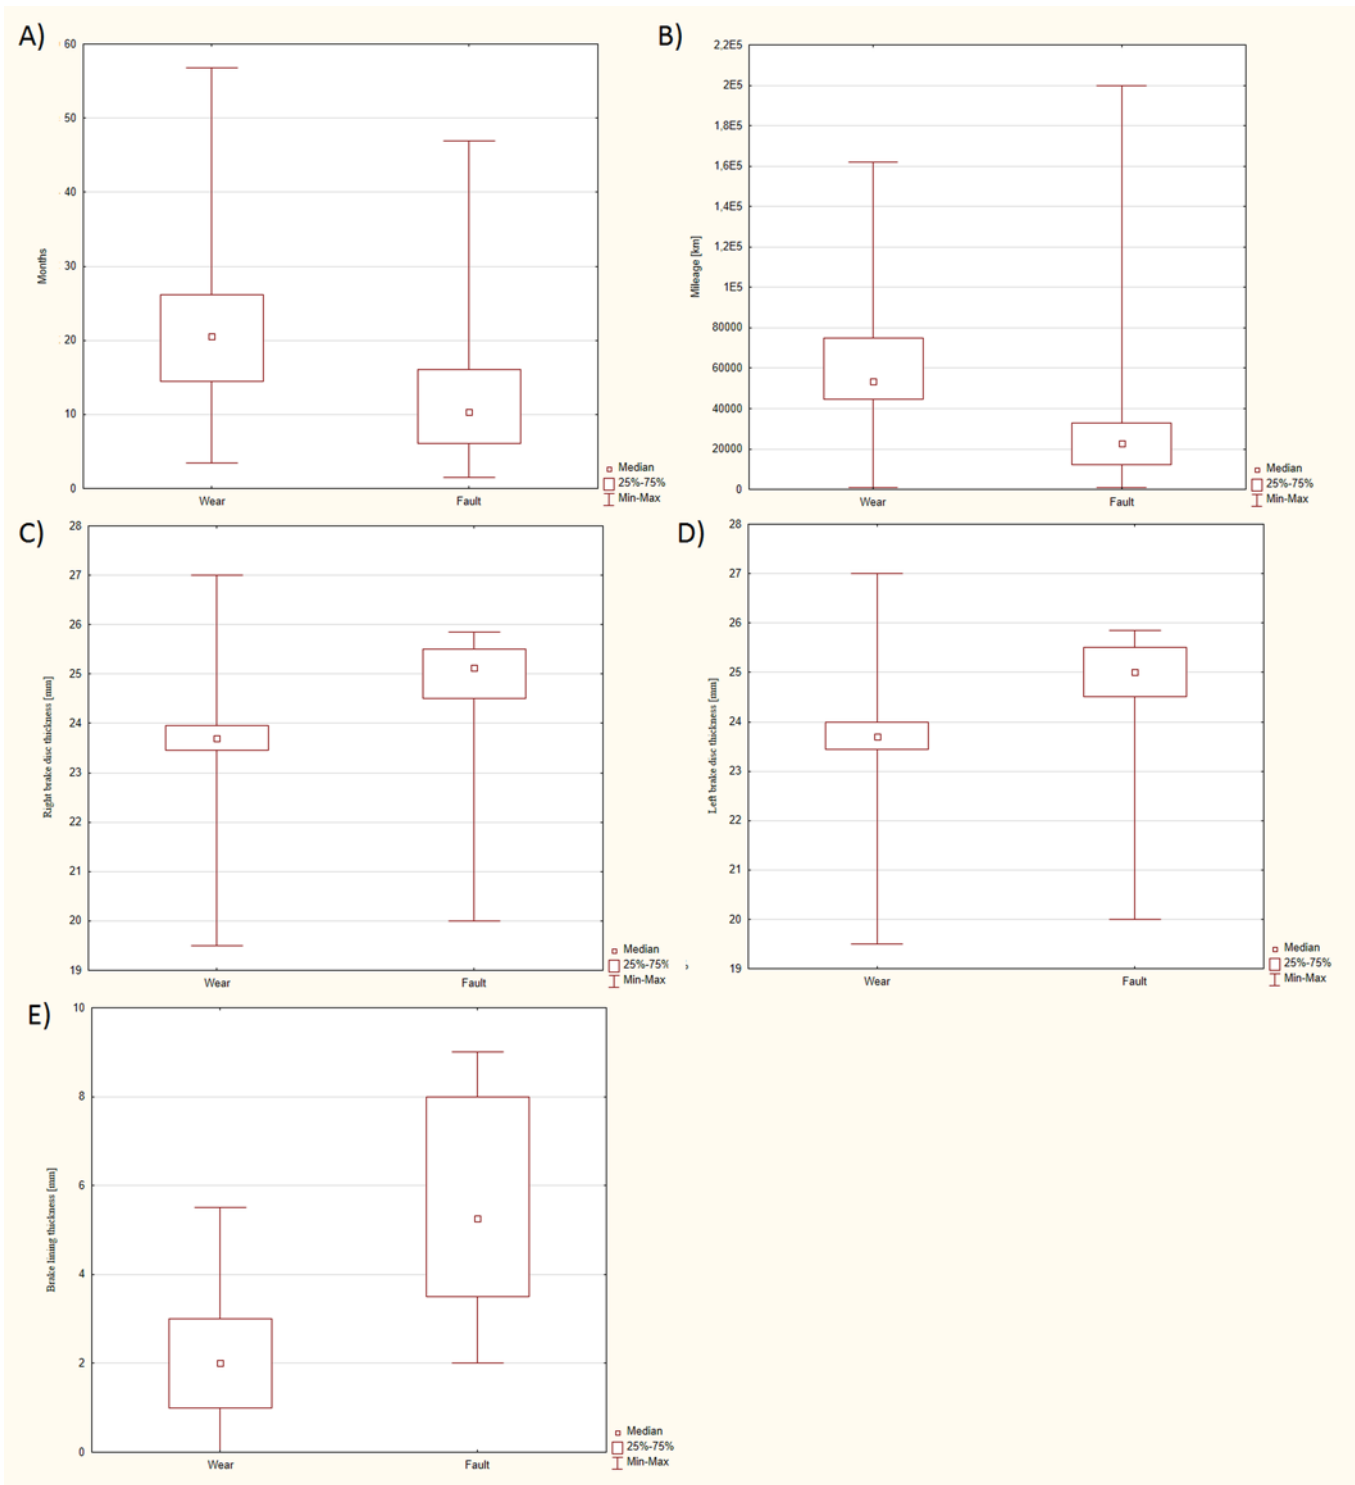 A)
60
50
40
30
20
10
0
Months
Wear
Fault
Median
25%-75%
Min-Max
B)
2,2E5
2E5
1,8E5
1,6E5
1,4E5
1,2E5
1E5
80000
60000
40000
20000
0
Mileage [km]
Wear
Fault
Median
25%-75%
Min-Max
C)
28
27
26
25
24
23
22
21
20
19
Right brake disc thickness [mm]
Wear
Fault
Median
25%-75%
Min-Max
D)
28
27
26
25
24
23
22
21
20
19
Left brake disc thickness [mm]
Wear
Fault
Median
25%-75%
Min-Max
E)
10
8
6
4
2
0
Brake lining thickness [mm]
Wear
Fault
Median
25%-75%
Min-Max